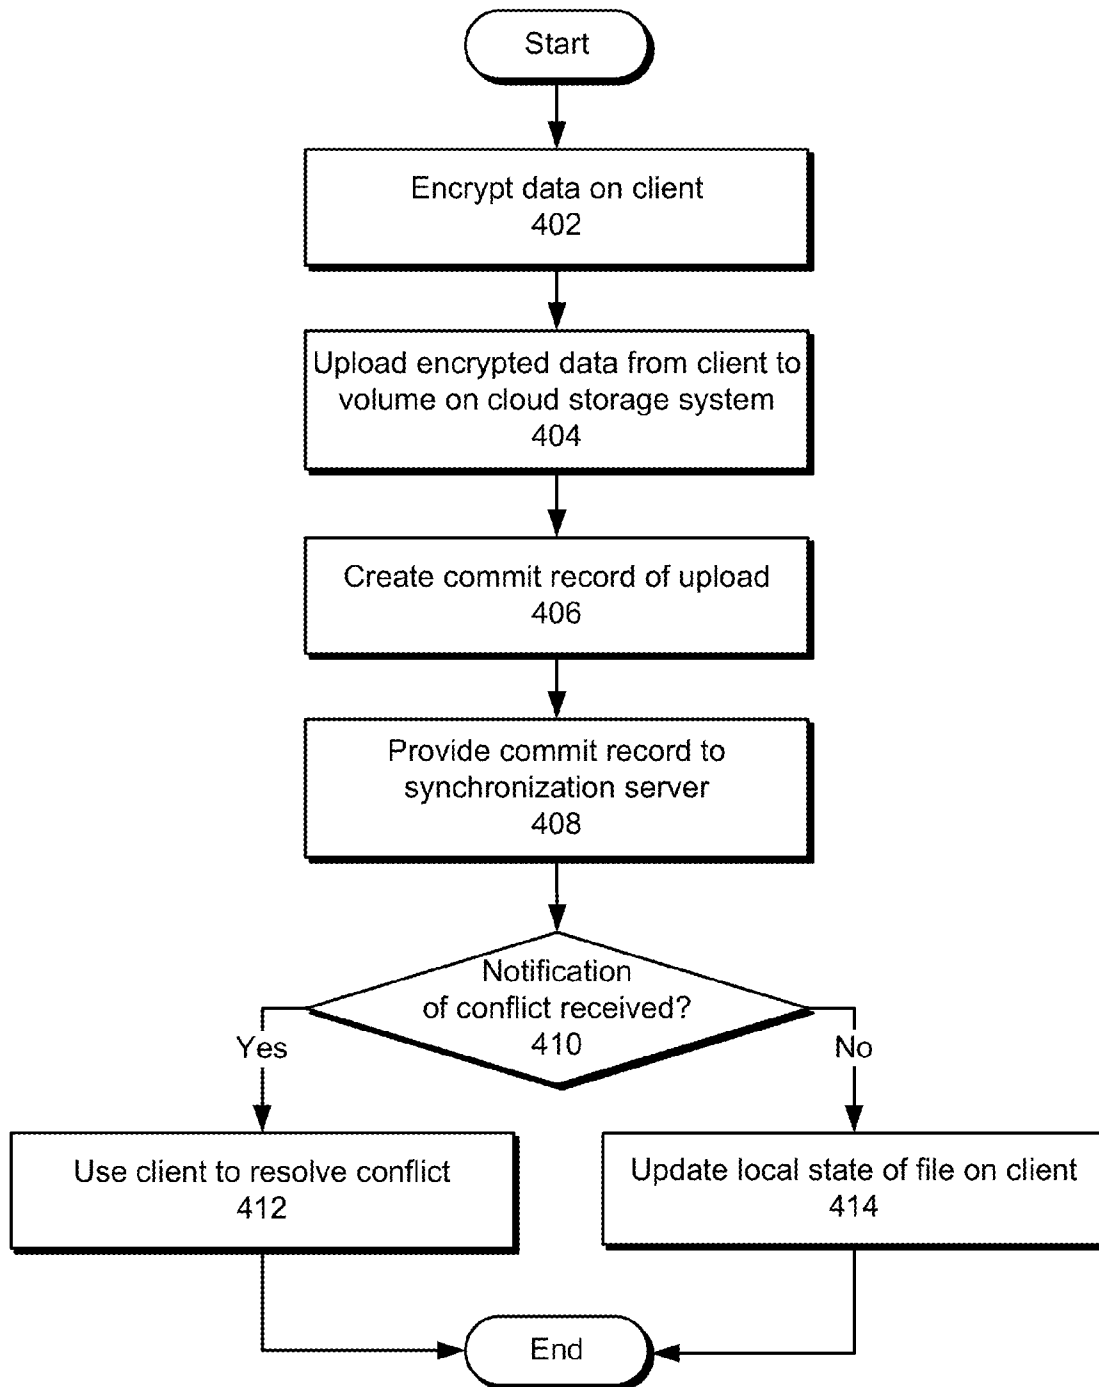 Start
Encrypt data on client
402
Upload encrypted data from client to
volume on cloud storage system
404
Create commit record of upload
406
Provide commit record to
synchronization server
408
Notification
of conflict received?
410
Yes
No
Use client to resolve conflict
412
Update local state of file on client
414
End